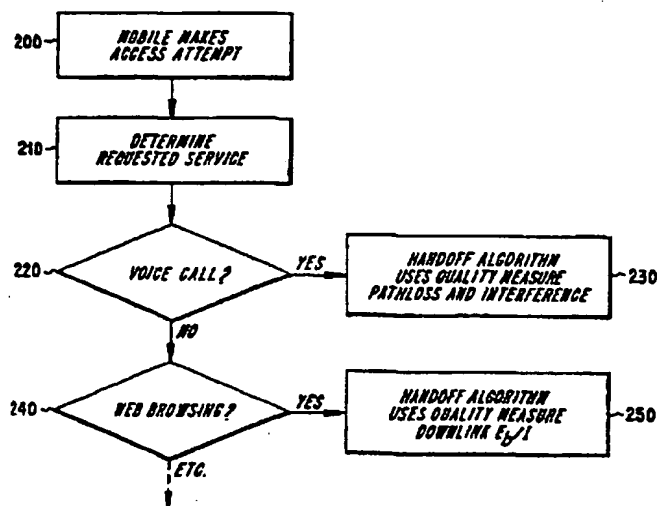 200
MOBILE MAKES
ACCESS ATTEMPT
210
DETERMINE
REQUESTED SERVICE
220
VOICE CALL?
YES
HANDOFF ALGORITHM
USES QUALITY MEASURE
PATHLOSS AND INTERFERENCE
230
NO
240
WEB BROWSING?
YES
HANDOFF ALGORITHM
USES QUALITY MEASURE
DOWNLINK Eb/I
250
ETC.